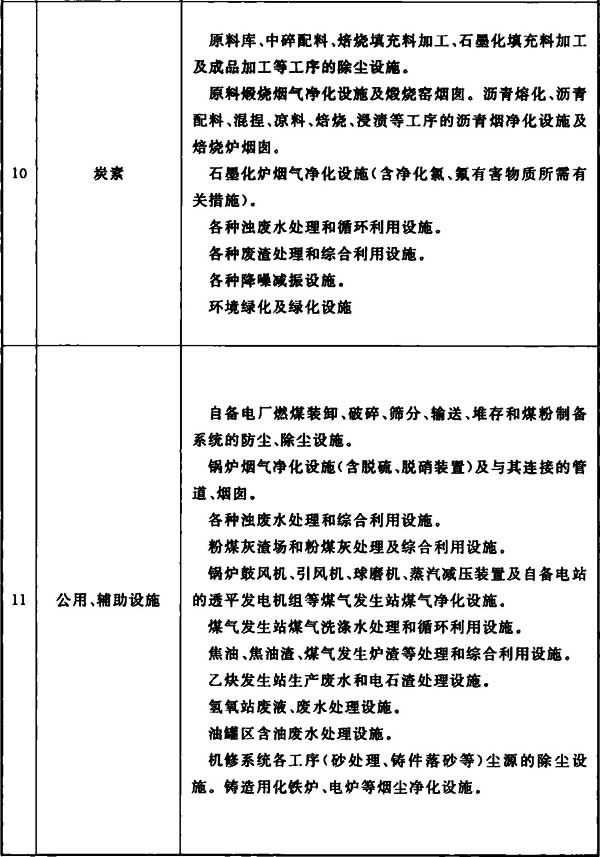 原料库、中碎配料、焙烧填充料加工、石墨化填充料加工
及成品加工等工序的除尘设施。
原料煅烧烟气净化设施及煅烧窑烟囱。沥青熔化、沥青
配料、混捏、凉料、焙烧、浸渍等工序的沥青烟净化设施及
焙烧炉烟囱。
10
炭素
石墨化炉烟气净化设施(含净化氯、氟有害物质所需有
关措施)。
各种浊废水处理和循环利用设施。
各种废渣处理和综合利用设施。
各种降噪减振设施。
环境绿化及绿化设施
自备电厂燃煤装卸、破碎、筛分、输送、堆存和煤粉制备
系统的防尘、除尘设施。
锅炉烟气净化设施(含脱硫、脱硝装置)及与其连接的管
道、烟囱。
各种浊废水处理和综合利用设施。
粉煤灰渣场和粉煤灰处理及综合利用设施。
锅炉鼓风机、引风机、球磨机、蒸汽减压装置及自备电站
11
公用、辅助设施
的透平发电机组等煤气发生站煤气净化设施。
煤气发生站煤气洗涤水处理和循环利用设施。
焦油、焦油渣、煤气发生炉渣等处理和综合利用设施。
乙炔发生站生产废水和电石渣处理设施。
氢氧站废液、废水处理设施。
油罐区含油废水处理设施。
机修系统各工序(砂处理、铸件落砂等)尘源的除尘设
施。铸造用化铁炉、电炉等烟尘净化设施。